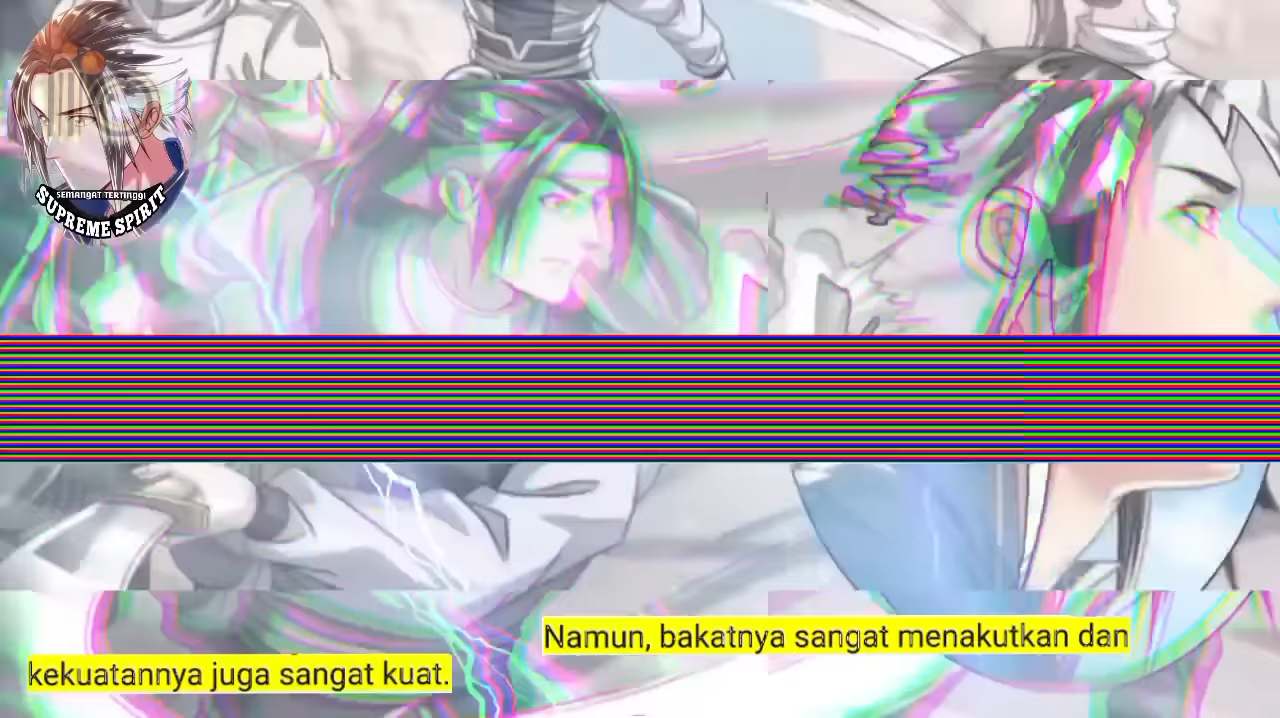 SEMANGAT TERTINGGI
SUPREME SPIRIT
Namun, bakatnya sangat menakutkan dan
kekuatannya juga sangat kuat.